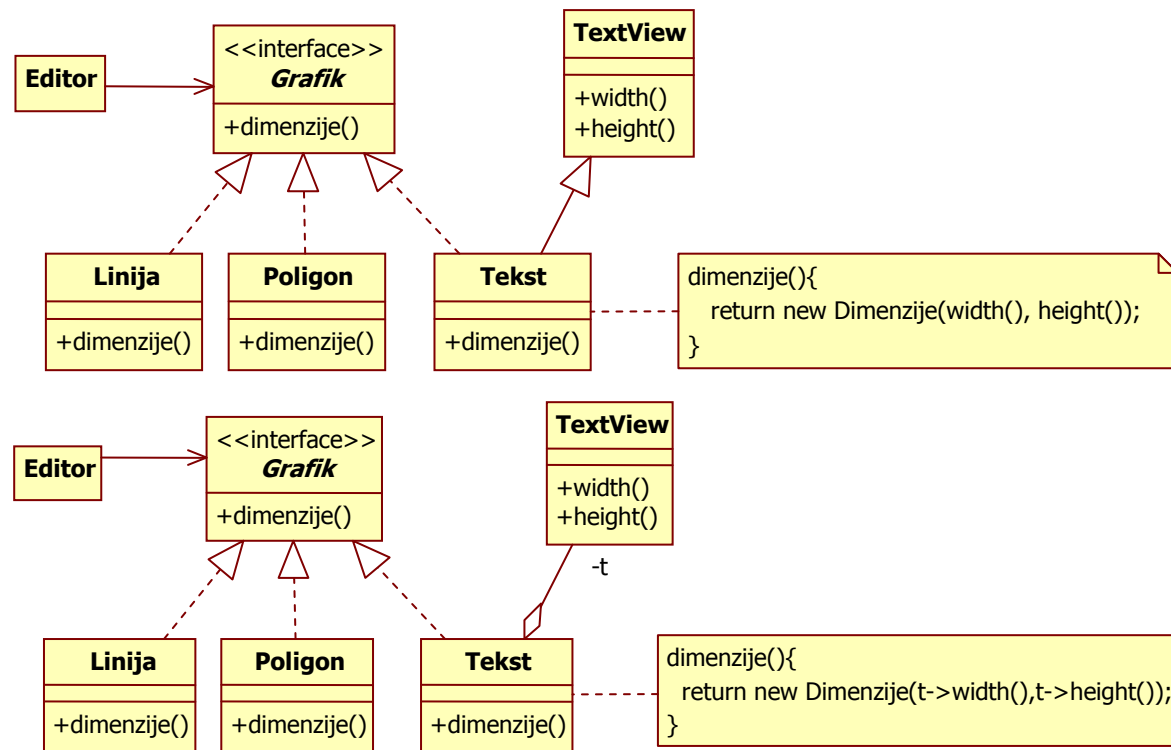 Editor
<<interface>>
Grafik
+dimenzije()
TextView
+width()
+height()
Linija
+dimenzije()
Poligon
+dimenzije()
Tekst
+dimenzije()
dimenzije(){
return new Dimenzije(width(), height());
}
Editor
<<interface>>
Grafik
+dimenzije()
TextView
+width()
+height()
-t
Linija
+dimenzije()
Poligon
+dimenzije()
Tekst
+dimenzije()
dimenzije(){
return new Dimenzije(t->width(),t->height());
}